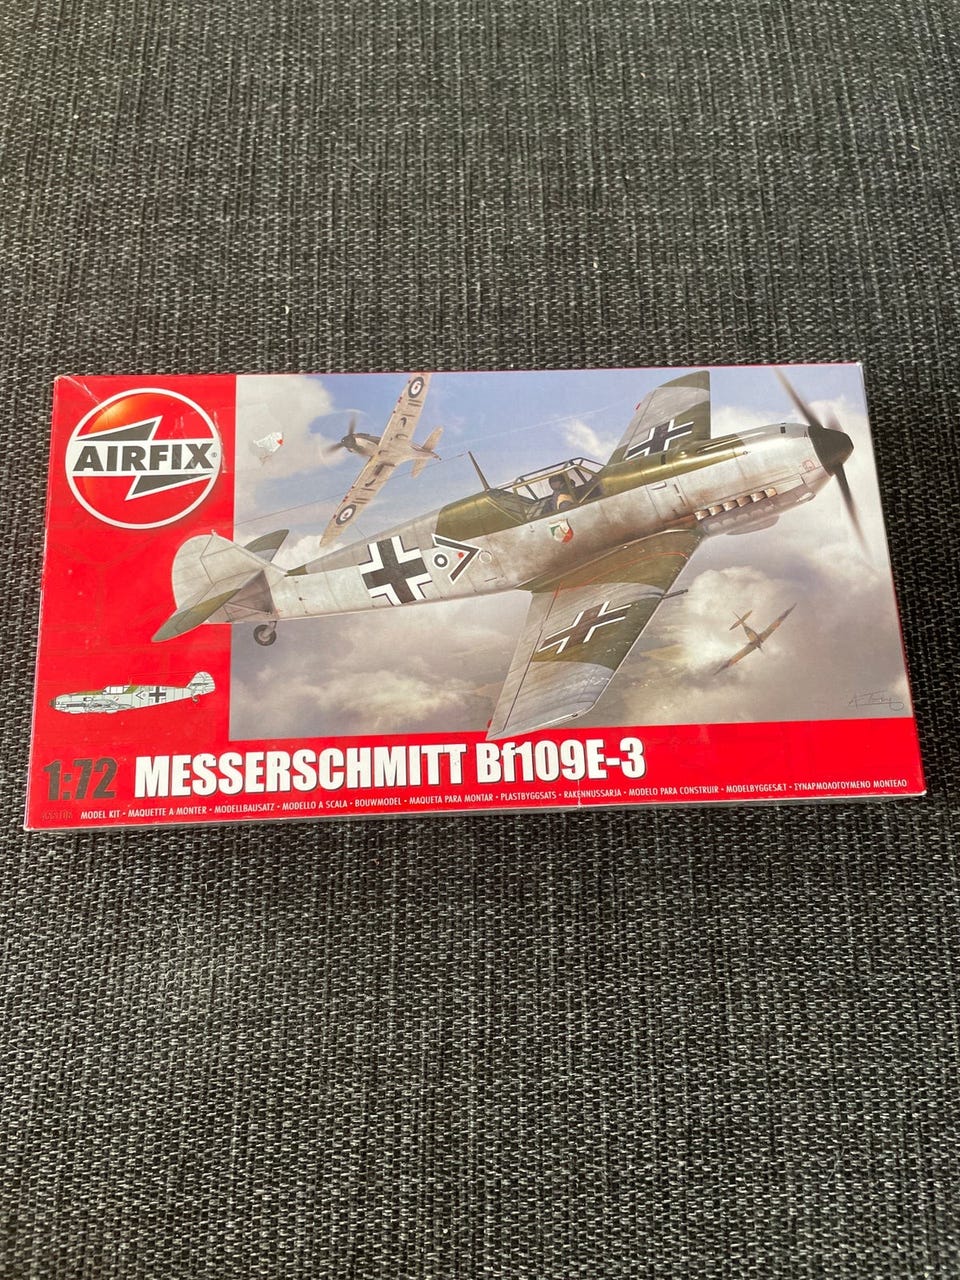 AIRFIX®
1:72 MESSERSCHMITT Bf109E-3
MODEL KIT - MAQUETTE A MONTER - MODELLBAUSATZ - MODELLO A SCALA - BOUWMODEL - MAQUETA PARA MONTAR - PLASTBYGGSATS - RAKENNUSSARJA - MODELO PARA CONSTRUIR - MODELBYGGESÆT - ΣΥΝΑΡΜΟΛΟΓΟΥΜΕΝΟ ΜΟΝΤΕΛΟ